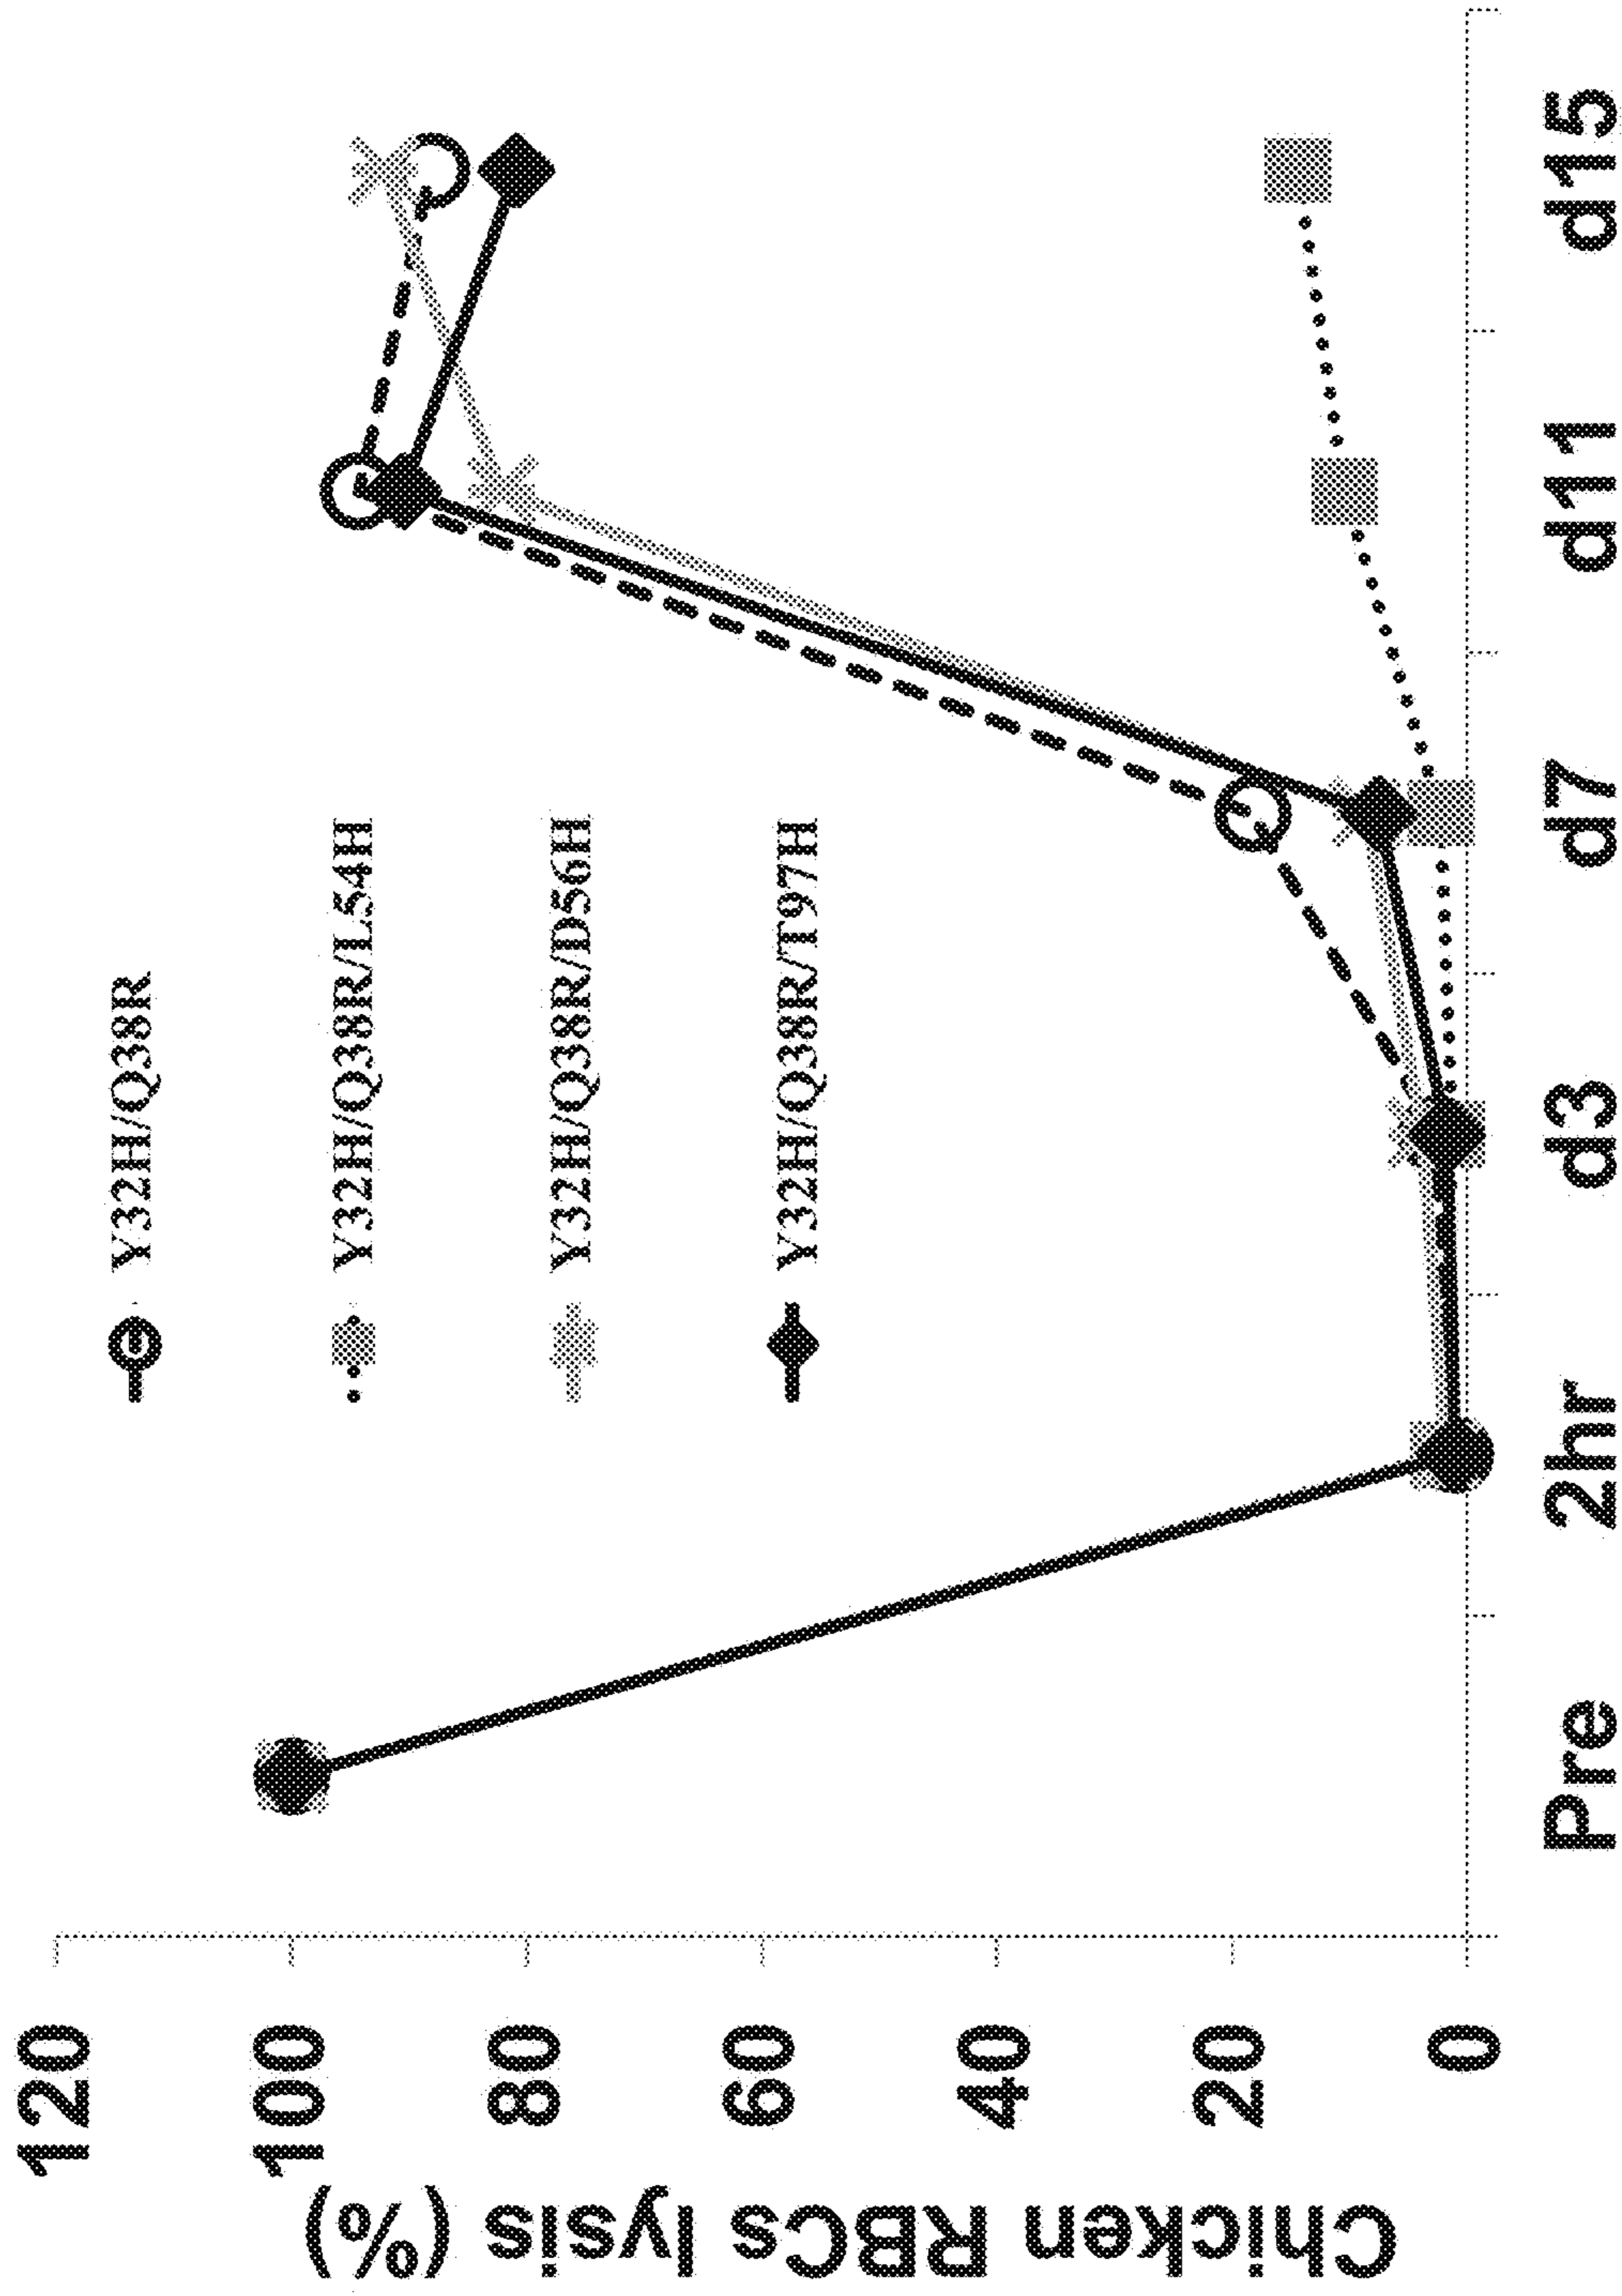 Chicken RBCs lysis (%)
120
100
80
60
40
20
0
Y32H/Q38R
Y32H/Q38R/L54H
Y32H/Q38R/D56H
Y32H/Q38R/T97H
Pre 2hr d3 d7 d11 d15